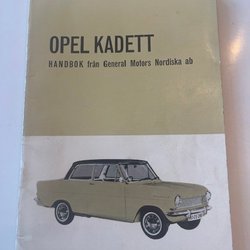 OPEL KADETT
HANDBOK från General Motors Nordiska ab